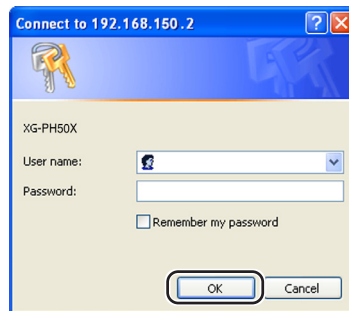 Connect to 192.168.150.2
XG-PH50X
User name:
Password:
Remember my password
OK Cancel